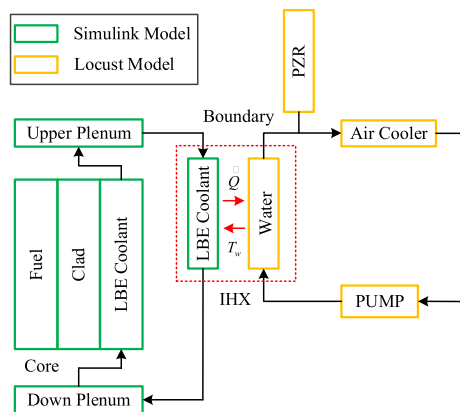 Simulink Model
Locust Model
PZR
Boundary
Upper Plenum
Air Cooler
Fuel
Clad
LBE Coolant
LBE Coolant
Q
T_w
Water
IHX
PUMP
Core
Down Plenum